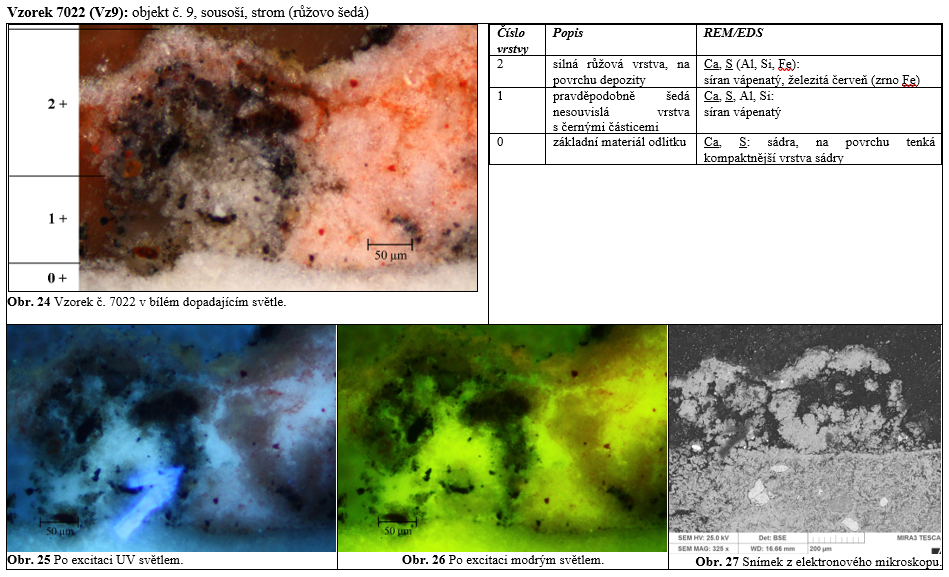 Vzorek 7022 (Vz9): objekt č. 9, sousoší, strom (růžovo šedá)
2 +
1 +
0 +
50 µm
Obr. 24 Vzorek č. 7022 v bílém dopadajícím světle.
Číslo vrstvy Popis REM/EDS
2 silná růžová vrstva, na Ca, S (Al, Si, Fe):
povrchu depozity síran vápenatý, železitá červeň (zrno Fe)
1 pravděpodobně šedá Ca, S, Al, Si:
nesouvislá vrstva síran vápenatý
s černými částicemi
0 základní materiál odlitku Ca, S: sádra, na povrchu tenká
kompaktnější vrstva sádry
50 µm
50 µm
SEM HV: 25.0 kV Det: BSE MIRA3 TESCA
SEM MAG: 325 x WD: 16.66 mm 200 µm
Obr. 25 Po excitaci UV světlem.
Obr. 26 Po excitaci modrým světlem.
Obr. 27 Snímek z elektronového mikroskopu.